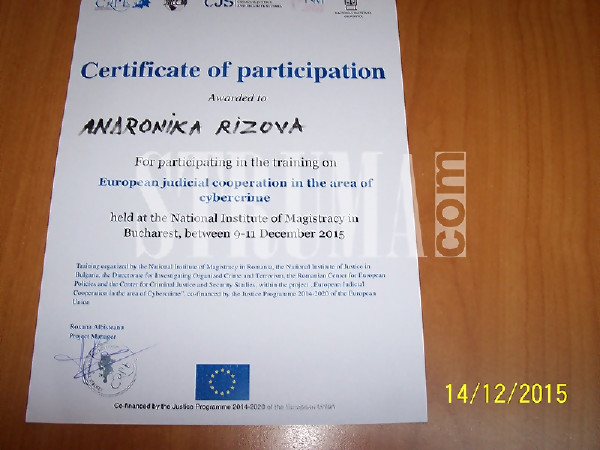 CJS
Certificate of participation
Awarded to
ANDRONIKA RIZOVA
For participating in the training on
European judicial cooperation in the area of
cybercrime
held at the National Institute of Magistracy in
Bucharest, between 9-11 December 2015
Training organized by the National Institute of Magistracy in Romania, the National Institute of Justice in
Bulgaria, the Directorate for Investigating Organised Crime and Terrorism, the Romanian Center for European
Policies and the Center for Criminal Justice and Security Studies, within the project „European Judicial
Cooperation in the area of Cybercrime", co-financed by the Justice Programme 2014-2020 of the European
Union
Project Manager
Co-financed by the Justice Programme 2014-2020 of the European Union
STRUMA.com
14/12/2015